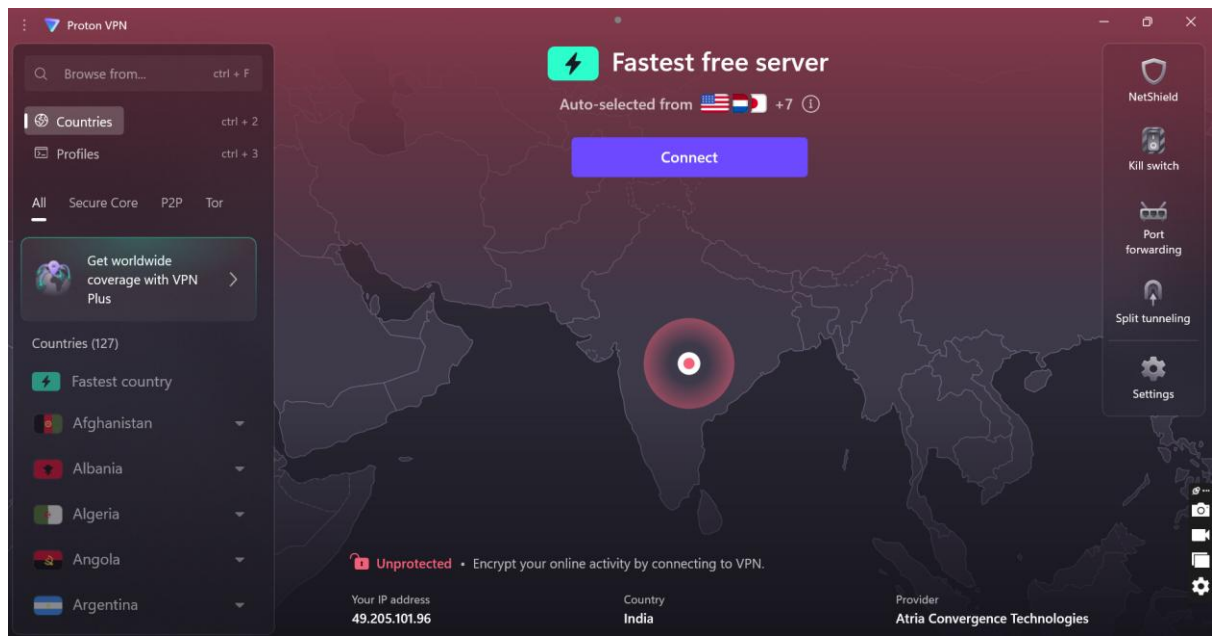 Proton VPN
Browse from... ctrl + F
Countries ctrl + 2
Profiles ctrl + 3
All Secure Core P2P Tor
Get worldwide
coverage with VPN
Plus
Countries (127)
Fastest country
Afghanistan
Albania
Algeria
Angola
Argentina
Fastest free server
Auto-selected from +7
Connect
Unprotected • Encrypt your online activity by connecting to VPN.
Your IP address
49.205.101.96
Country
India
Provider
Atria Convergence Technologies
NetShield
Kill switch
Port
forwarding
Split tunneling
Settings